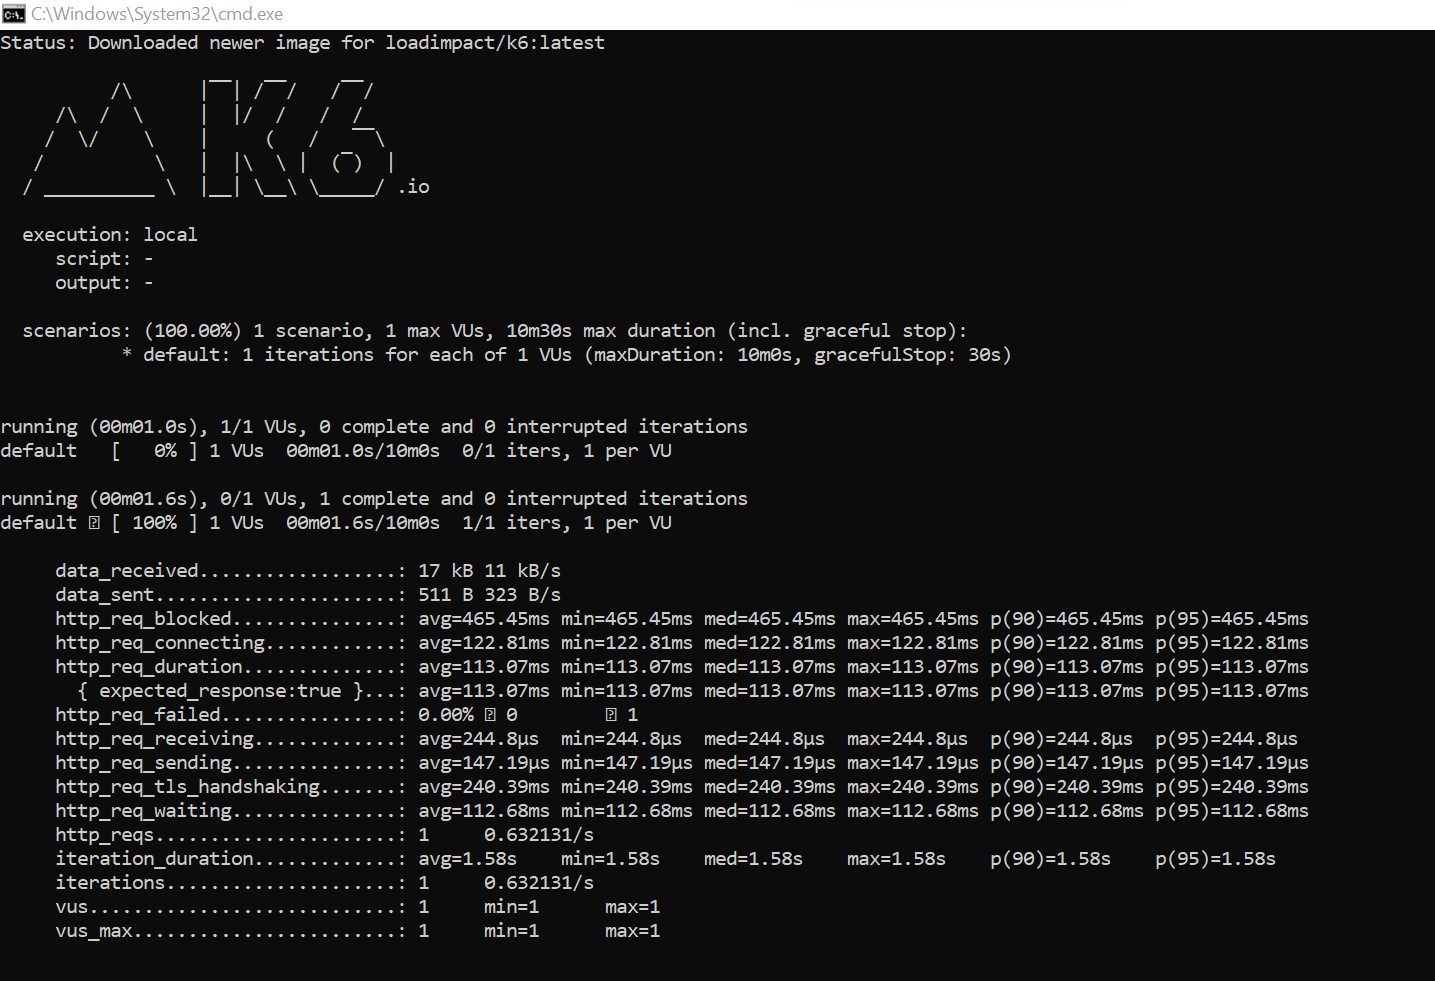 C:\Windows\System32\cmd.exe
Status: Downloaded newer image for loadimpact/k6:latest
          /\      |‾‾| /‾‾/   /‾‾/
     /\  /  \     |  |/  /   /  /
    /  \/    \    |     (   /   ‾‾\
   /          \   |  |\  \ |  (‾)  |
  / __________ \  |__| \__\ \_____/ .io
  execution: local
     script: -
     output: -
  scenarios: (100.00%) 1 scenario, 1 max VUs, 10m30s max duration (incl. graceful stop):
           * default: 1 iterations for each of 1 VUs (maxDuration: 10m0s, gracefulStop: 30s)
running (00m01.0s), 1/1 VUs, 0 complete and 0 interrupted iterations
default   [   0% ] 1 VUs  00m01.0s/10m0s  0/1 iters, 1 per VU
running (00m01.6s), 0/1 VUs, 1 complete and 0 interrupted iterations
default ⍰ [ 100% ] 1 VUs  00m01.6s/10m0s  1/1 iters, 1 per VU
     data_received..................: 17 kB 11 kB/s
     data_sent......................: 511 B 323 B/s
     http_req_blocked...............: avg=465.45ms min=465.45ms med=465.45ms max=465.45ms p(90)=465.45ms p(95)=465.45ms
     http_req_connecting............: avg=122.81ms min=122.81ms med=122.81ms max=122.81ms p(90)=122.81ms p(95)=122.81ms
     http_req_duration..............: avg=113.07ms min=113.07ms med=113.07ms max=113.07ms p(90)=113.07ms p(95)=113.07ms
       { expected_response:true }...: avg=113.07ms min=113.07ms med=113.07ms max=113.07ms p(90)=113.07ms p(95)=113.07ms
     http_req_failed................: 0.00% ⍰ 0        ⍰ 1
     http_req_receiving.............: avg=244.8µs  min=244.8µs  med=244.8µs  max=244.8µs  p(90)=244.8µs  p(95)=244.8µs
     http_req_sending...............: avg=147.19µs min=147.19µs med=147.19µs max=147.19µs p(90)=147.19µs p(95)=147.19µs
     http_req_tls_handshaking.......: avg=240.39ms min=240.39ms med=240.39ms max=240.39ms p(90)=240.39ms p(95)=240.39ms
     http_req_waiting...............: avg=112.68ms min=112.68ms med=112.68ms max=112.68ms p(90)=112.68ms p(95)=112.68ms
     http_reqs......................: 1     0.632131/s
     iteration_duration.............: avg=1.58s    min=1.58s    med=1.58s    max=1.58s    p(90)=1.58s    p(95)=1.58s
     iterations.....................: 1     0.632131/s
     vus............................: 1     min=1      max=1
     vus_max........................: 1     min=1      max=1